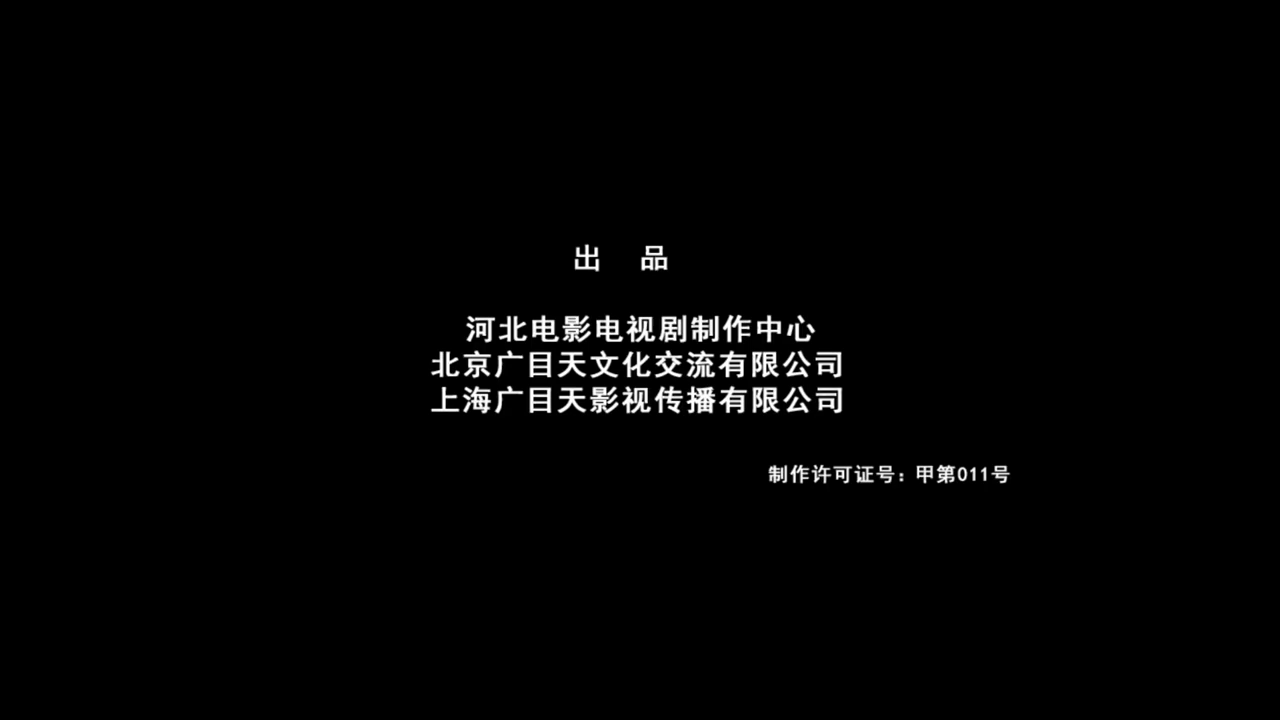 出 品
河北电影电视剧制作中心
北京广目天文化交流有限公司
上海广目天影视传播有限公司
制作许可证号：甲第011号